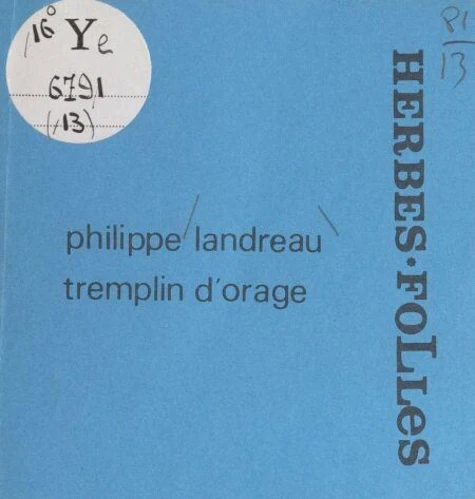 16° Ye
6791
(13)
81
13
HERBES·FOLLES
philippe landreau
tremplin d'orage